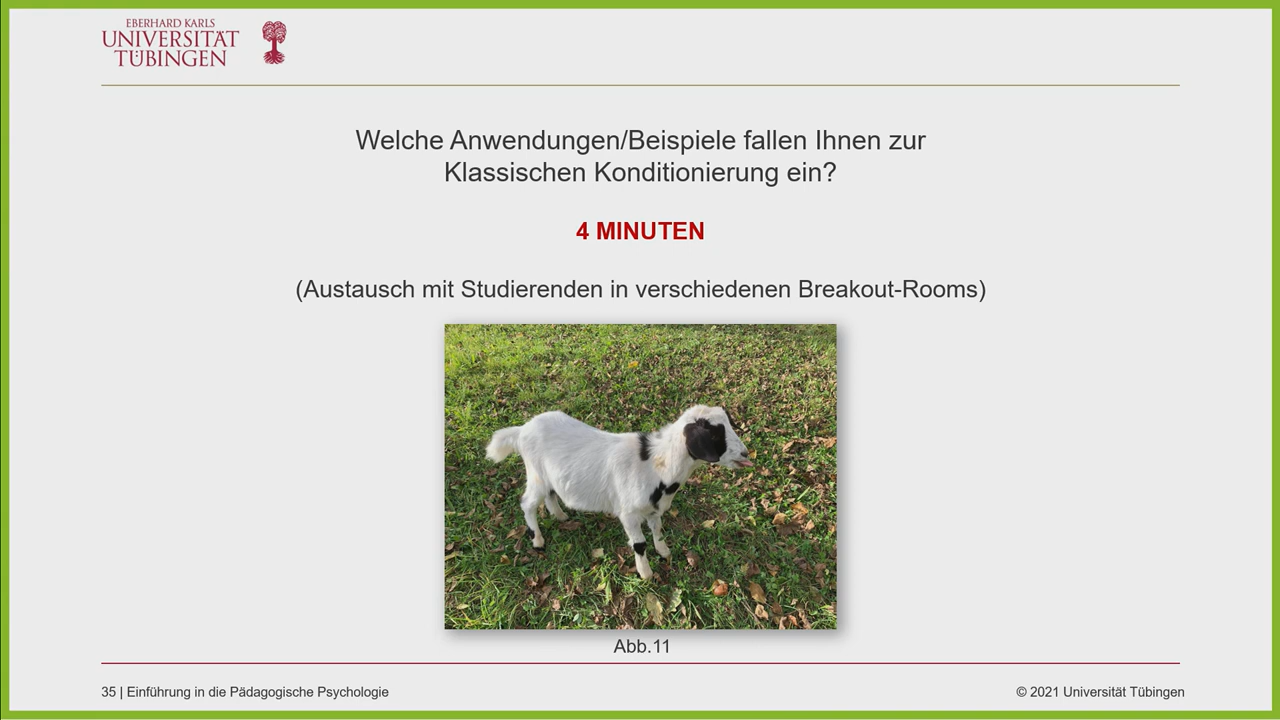 EBERHARD KARLS
UNIVERSITÄT
TÜBINGEN
Welche Anwendungen/Beispiele fallen Ihnen zur
Klassischen Konditionierung ein?
4 MINUTEN
(Austausch mit Studierenden in verschiedenen Breakout-Rooms)
Abb.11
35 | Einführung in die Pädagogische Psychologie
© 2021 Universität Tübingen